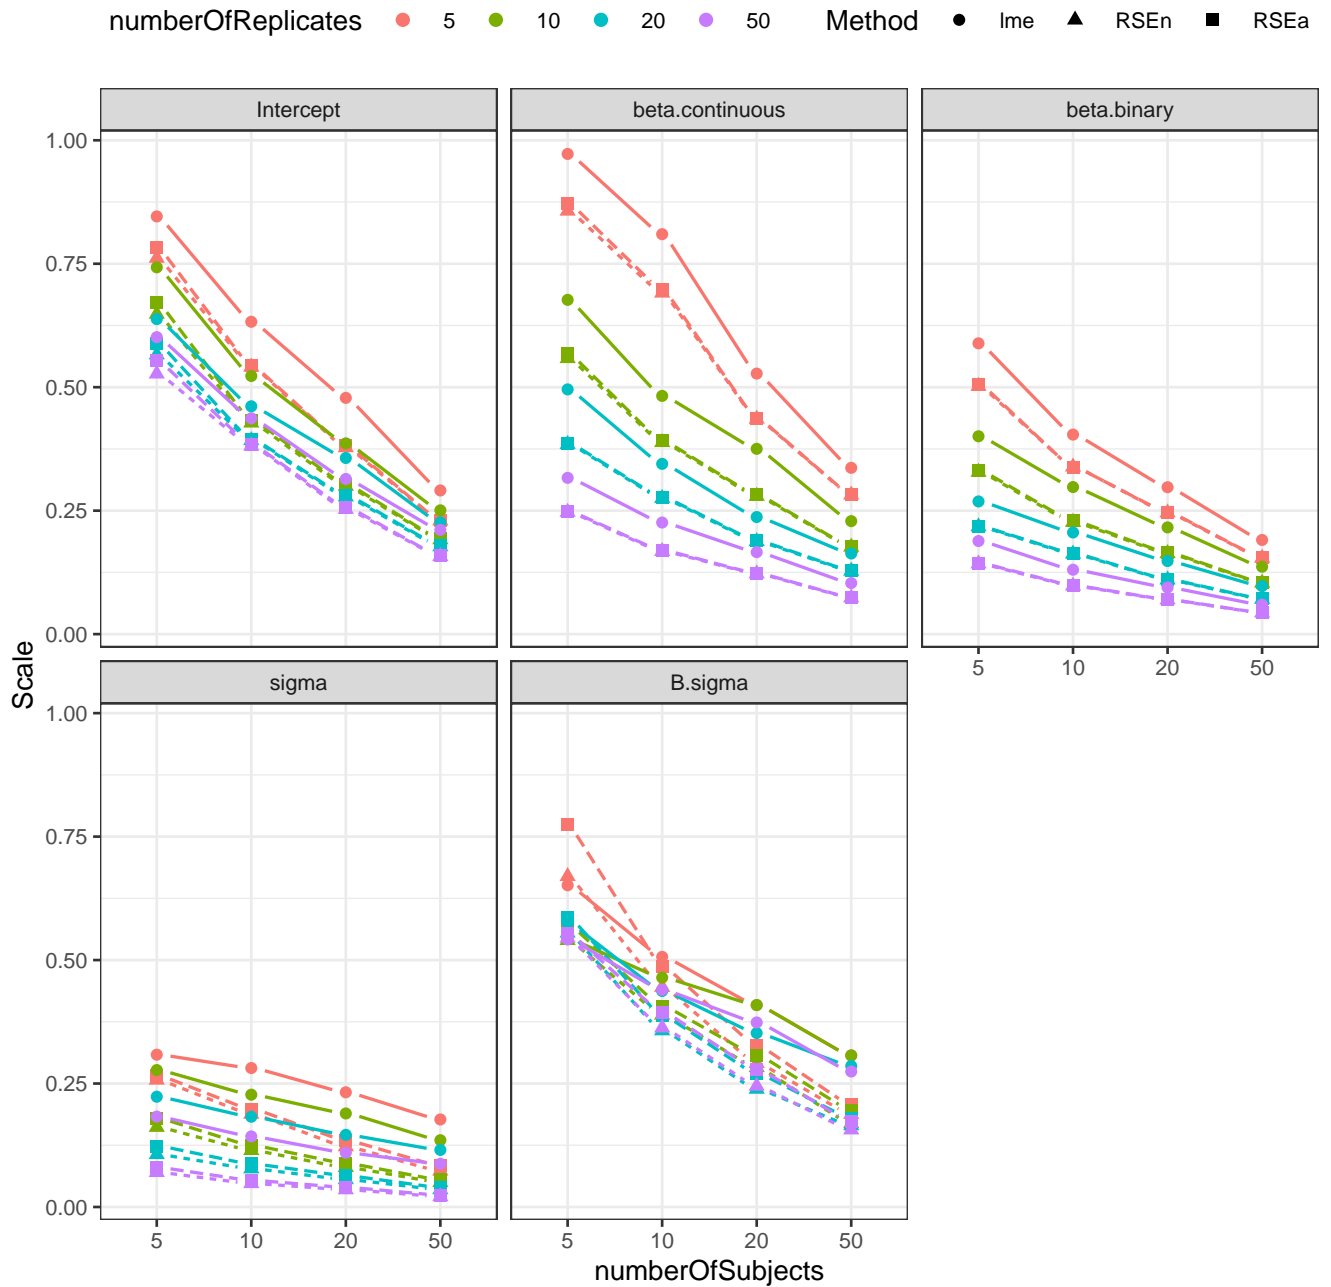 numberOfReplicates 5 10 20 50 Method lme RSEn RSEa
Intercept beta.continuous beta.binary
1.00
0.75
0.50
0.25
0.00
5 10 20 50
Scale
sigma B.sigma
1.00
0.75
0.50
0.25
0.00
5 10 20 50 5 10 20 50
numberOfSubjects